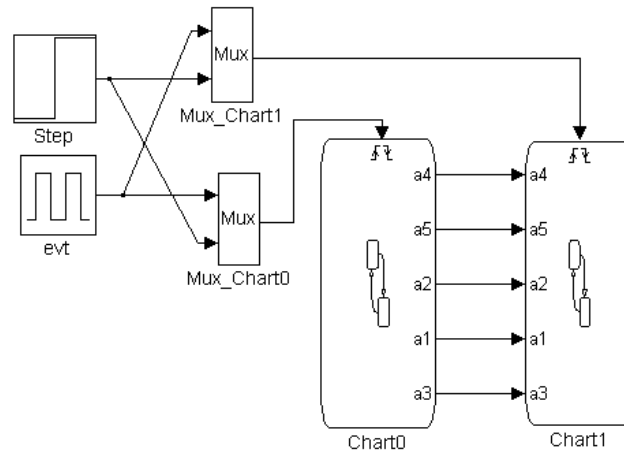 Mux
Mux_Chart1
Step
evt
Mux
Mux_Chart0
a4
a5
a2
a1
a3
Chart0
a4
a5
a2
a1
a3
Chart1